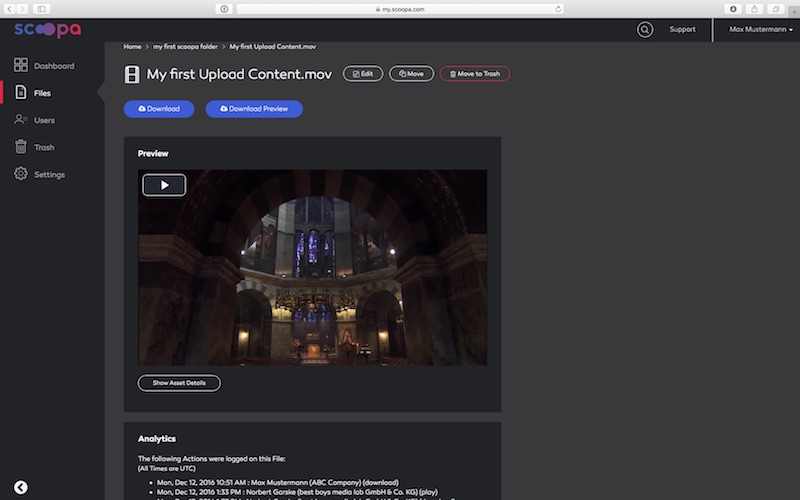 my.scoopa.com
scoopa
Support
Max Mustermann
Home > my first scoopa folder > My first Upload Content.mov
My first Upload Content.mov
Edit
Move
Move to Trash
Dashboard
Files
Users
Trash
Settings
Download
Download Preview
Preview
Show Asset Details
Analytics
The following Actions were logged on this File:
(All Times are UTC)
• Mon, Dec 12, 2016 10:51 AM : Max Mustermann (ABC Company) (download)
• Mon, Dec 12, 2016 1:33 PM : Norbert Garske (best boys media lab GmbH & Co. KG) (play)